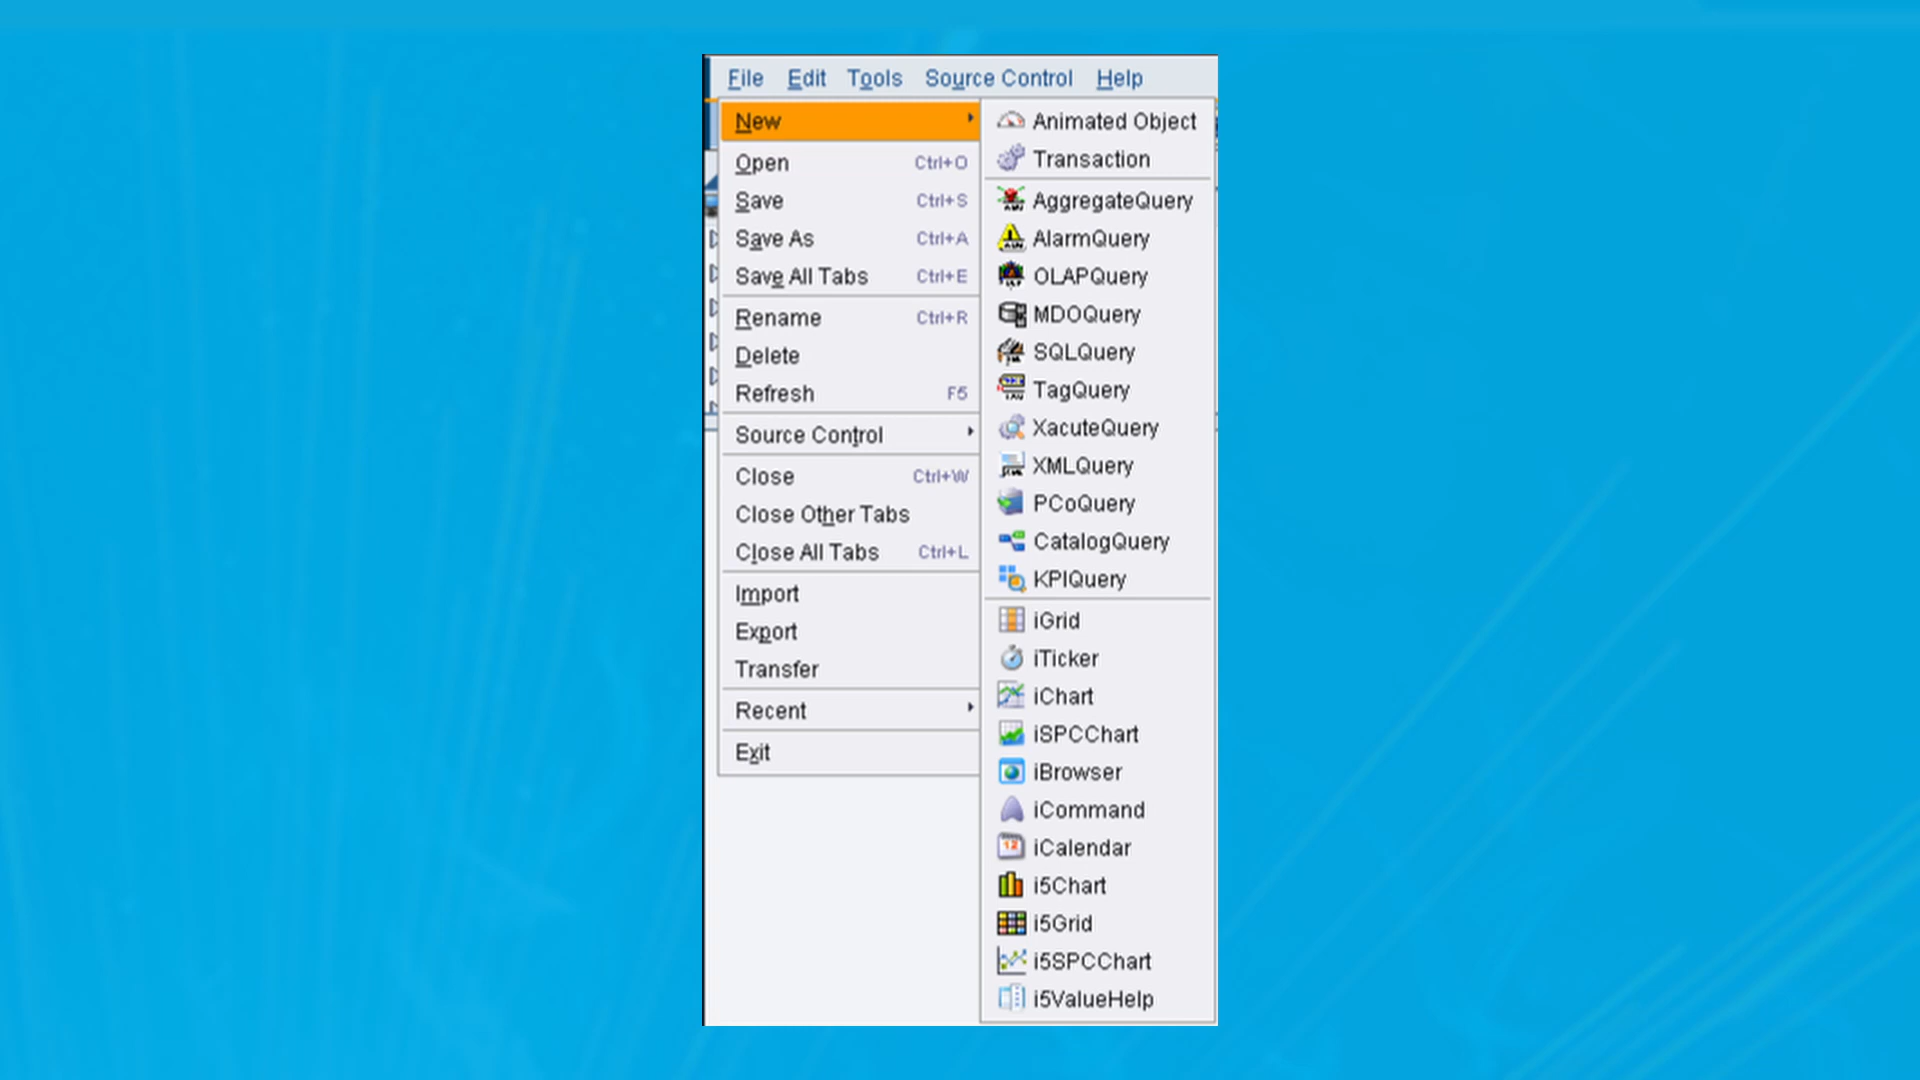 File Edit Tools Source Control Help
New
Open Ctrl+O
Save Ctrl+S
Save As Ctrl+A
Save All Tabs Ctrl+E
Rename Ctrl+R
Delete
Refresh F5
Source Control
Close Ctrl+W
Close Other Tabs
Close All Tabs Ctrl+L
Import
Export
Transfer
Recent
Exit
Animated Object
Transaction
AggregateQuery
AlarmQuery
OLAPQuery
MDOQuery
SQLQuery
TagQuery
XacuteQuery
XMLQuery
PCoQuery
CatalogQuery
KPIQuery
iGrid
iTicker
iChart
iSPCChart
iBrowser
iCommand
iCalendar
i5Chart
i5Grid
i5SPCChart
i5ValueHelp